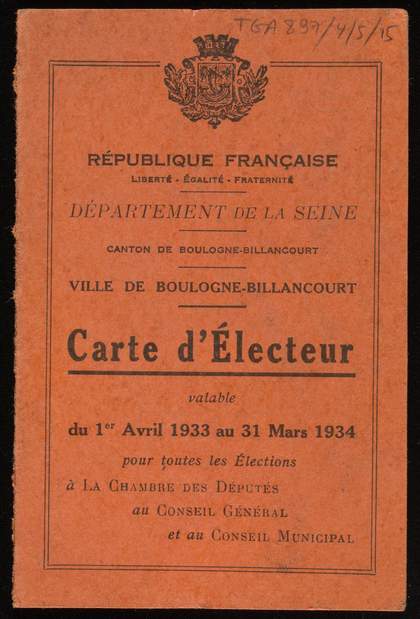 TGA 897/4/5/15
RÉPUBLIQUE FRANÇAISE
LIBERTÉ - ÉGALITÉ - FRATERNITÉ
DÉPARTEMENT DE LA SEINE
CANTON DE BOULOGNE-BILLANCOURT
VILLE DE BOULOGNE-BILLANCOURT
Carte d'Électeur
valable
du 1er Avril 1933 au 31 Mars 1934
pour toutes les Élections
à LA CHAMBRE DES DÉPUTÉS
au CONSEIL GÉNÉRAL
et au CONSEIL MUNICIPAL